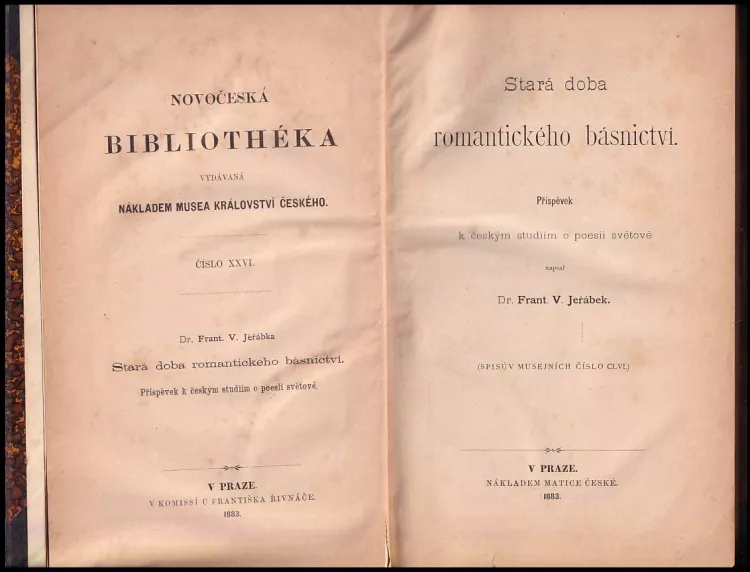 NOVOČESKÁ
BIBLIOTHÉKA
VYDÁVANÁ
NÁKLADEM MUSEA KRÁLOVSTVÍ ČESKÉHO.
ČÍSLO XXVI.
Dr. Frant. V. Jeřábka
Stará doba romantického básnictví.
Příspěvek k českým studiím o poesii světové.
V PRAZE.
V KOMISSÍ U FRANTIŠKA ŘIVNÁČE.
1883.
Stará doba
romantického básnictví.
Příspěvek
k českým studiím o poesii světové
napsal
Dr. Frant. V. Jeřábek.
(SPISŮV MUSEJNÍCH ČÍSLO CLVI.)
V PRAZE.
NÁKLADEM MATICE ČESKÉ.
1883.